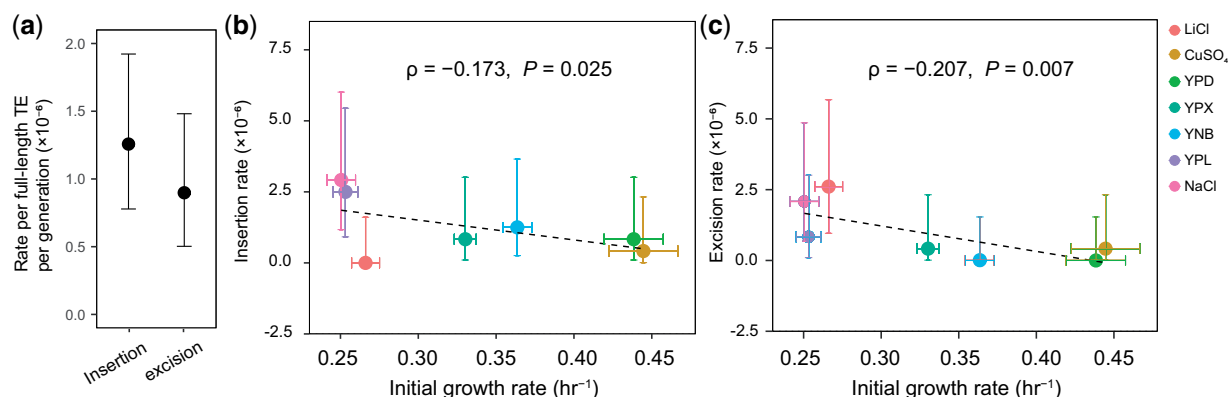 (a)
2.0
1.5
1.0
0.5
0.0
Rate per full-length TE
per generation (×10⁻⁶)
Insertion
excision
(b)
7.5
5.0
2.5
0.0
-2.5
Insertion rate (×10⁻⁶)
ρ = −0.173, P = 0.025
0.25 0.30 0.35 0.40 0.45
Initial growth rate (hr⁻¹)
(c)
7.5
5.0
2.5
0.0
-2.5
Excision rate (×10⁻⁶)
ρ = −0.207, P = 0.007
0.25 0.30 0.35 0.40 0.45
Initial growth rate (hr⁻¹)
LiCl
CuSO₄
YPD
YPX
YNB
YPL
NaCl